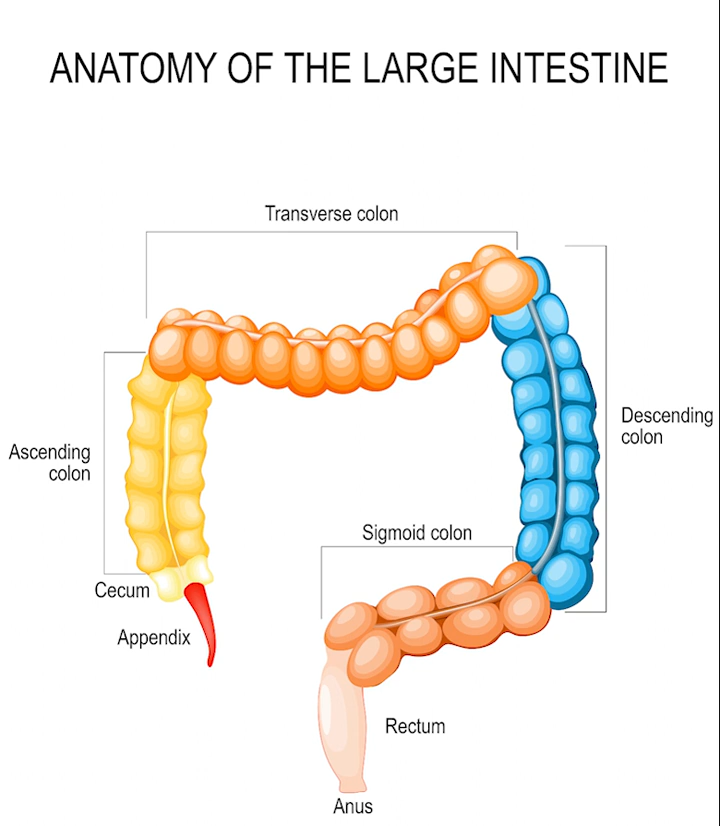 ANATOMY OF THE LARGE INTESTINE
Transverse colon
Descending
colon
Ascending
colon
Sigmoid colon
Cecum
Appendix
Rectum
Anus